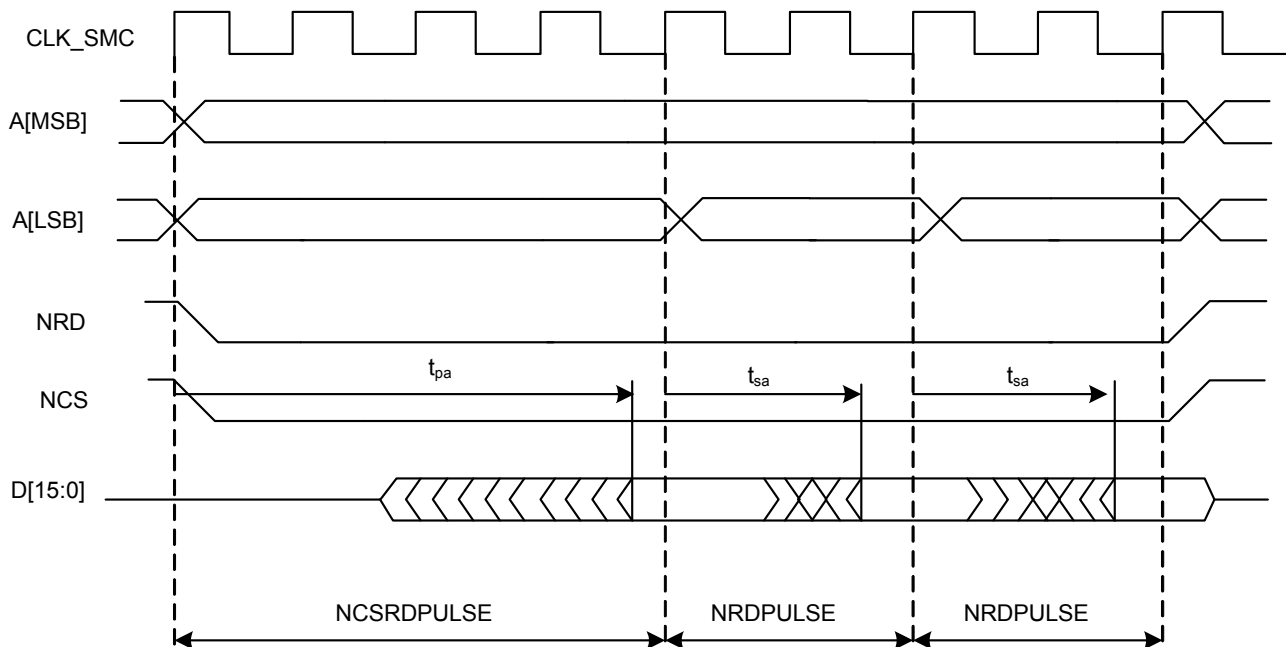 CLK_SMC
A[MSB]
A[LSB]
NRD
tpa
tsa
tsa
NCS
D[15:0]
NCSRDPULSE
NRDPULSE
NRDPULSE